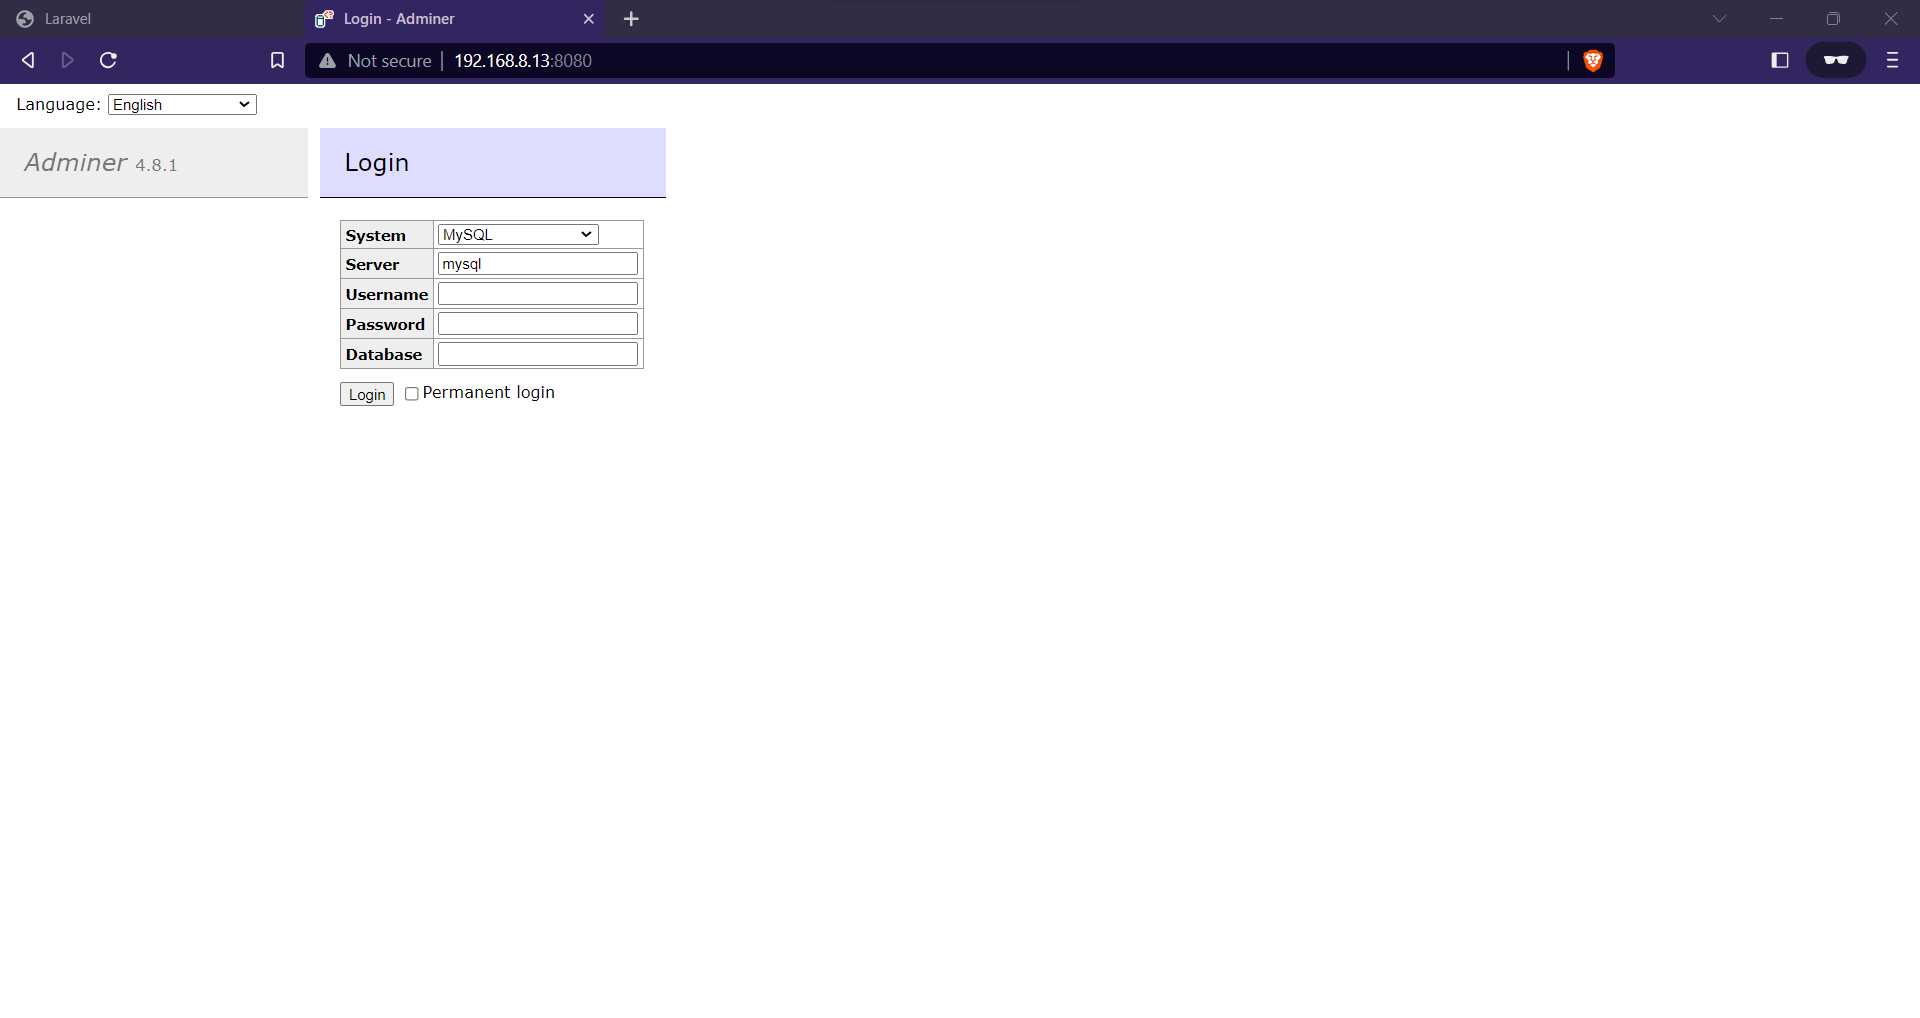 Laravel
Login - Adminer
Not secure
192.168.8.13:8080
Language: English
Adminer 4.8.1
Login
System MySQL
Server mysql
Username
Password
Database
Login Permanent login